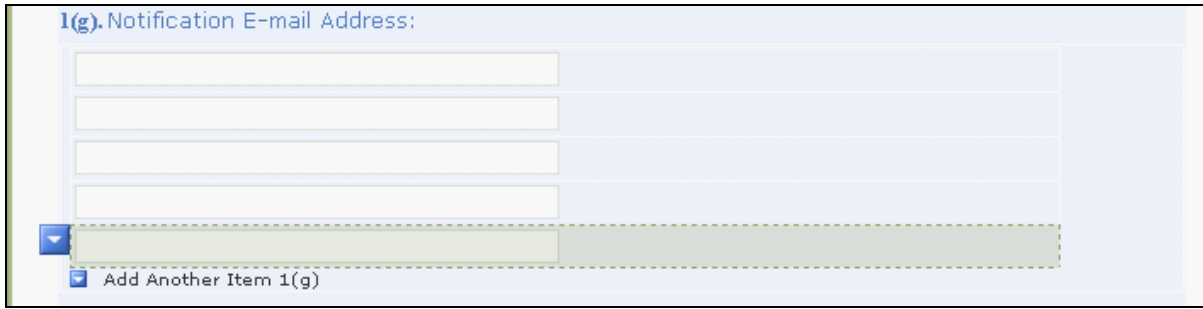 1(g). Notification E-mail Address:
Add Another Item 1(g)